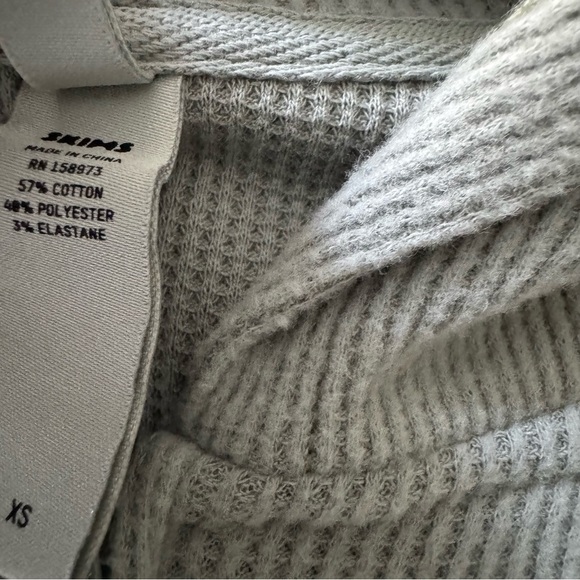 SKIMS
MADE IN CHINA
RN 158973
57% COTTON
40% POLYESTER
3% ELASTANE
XS